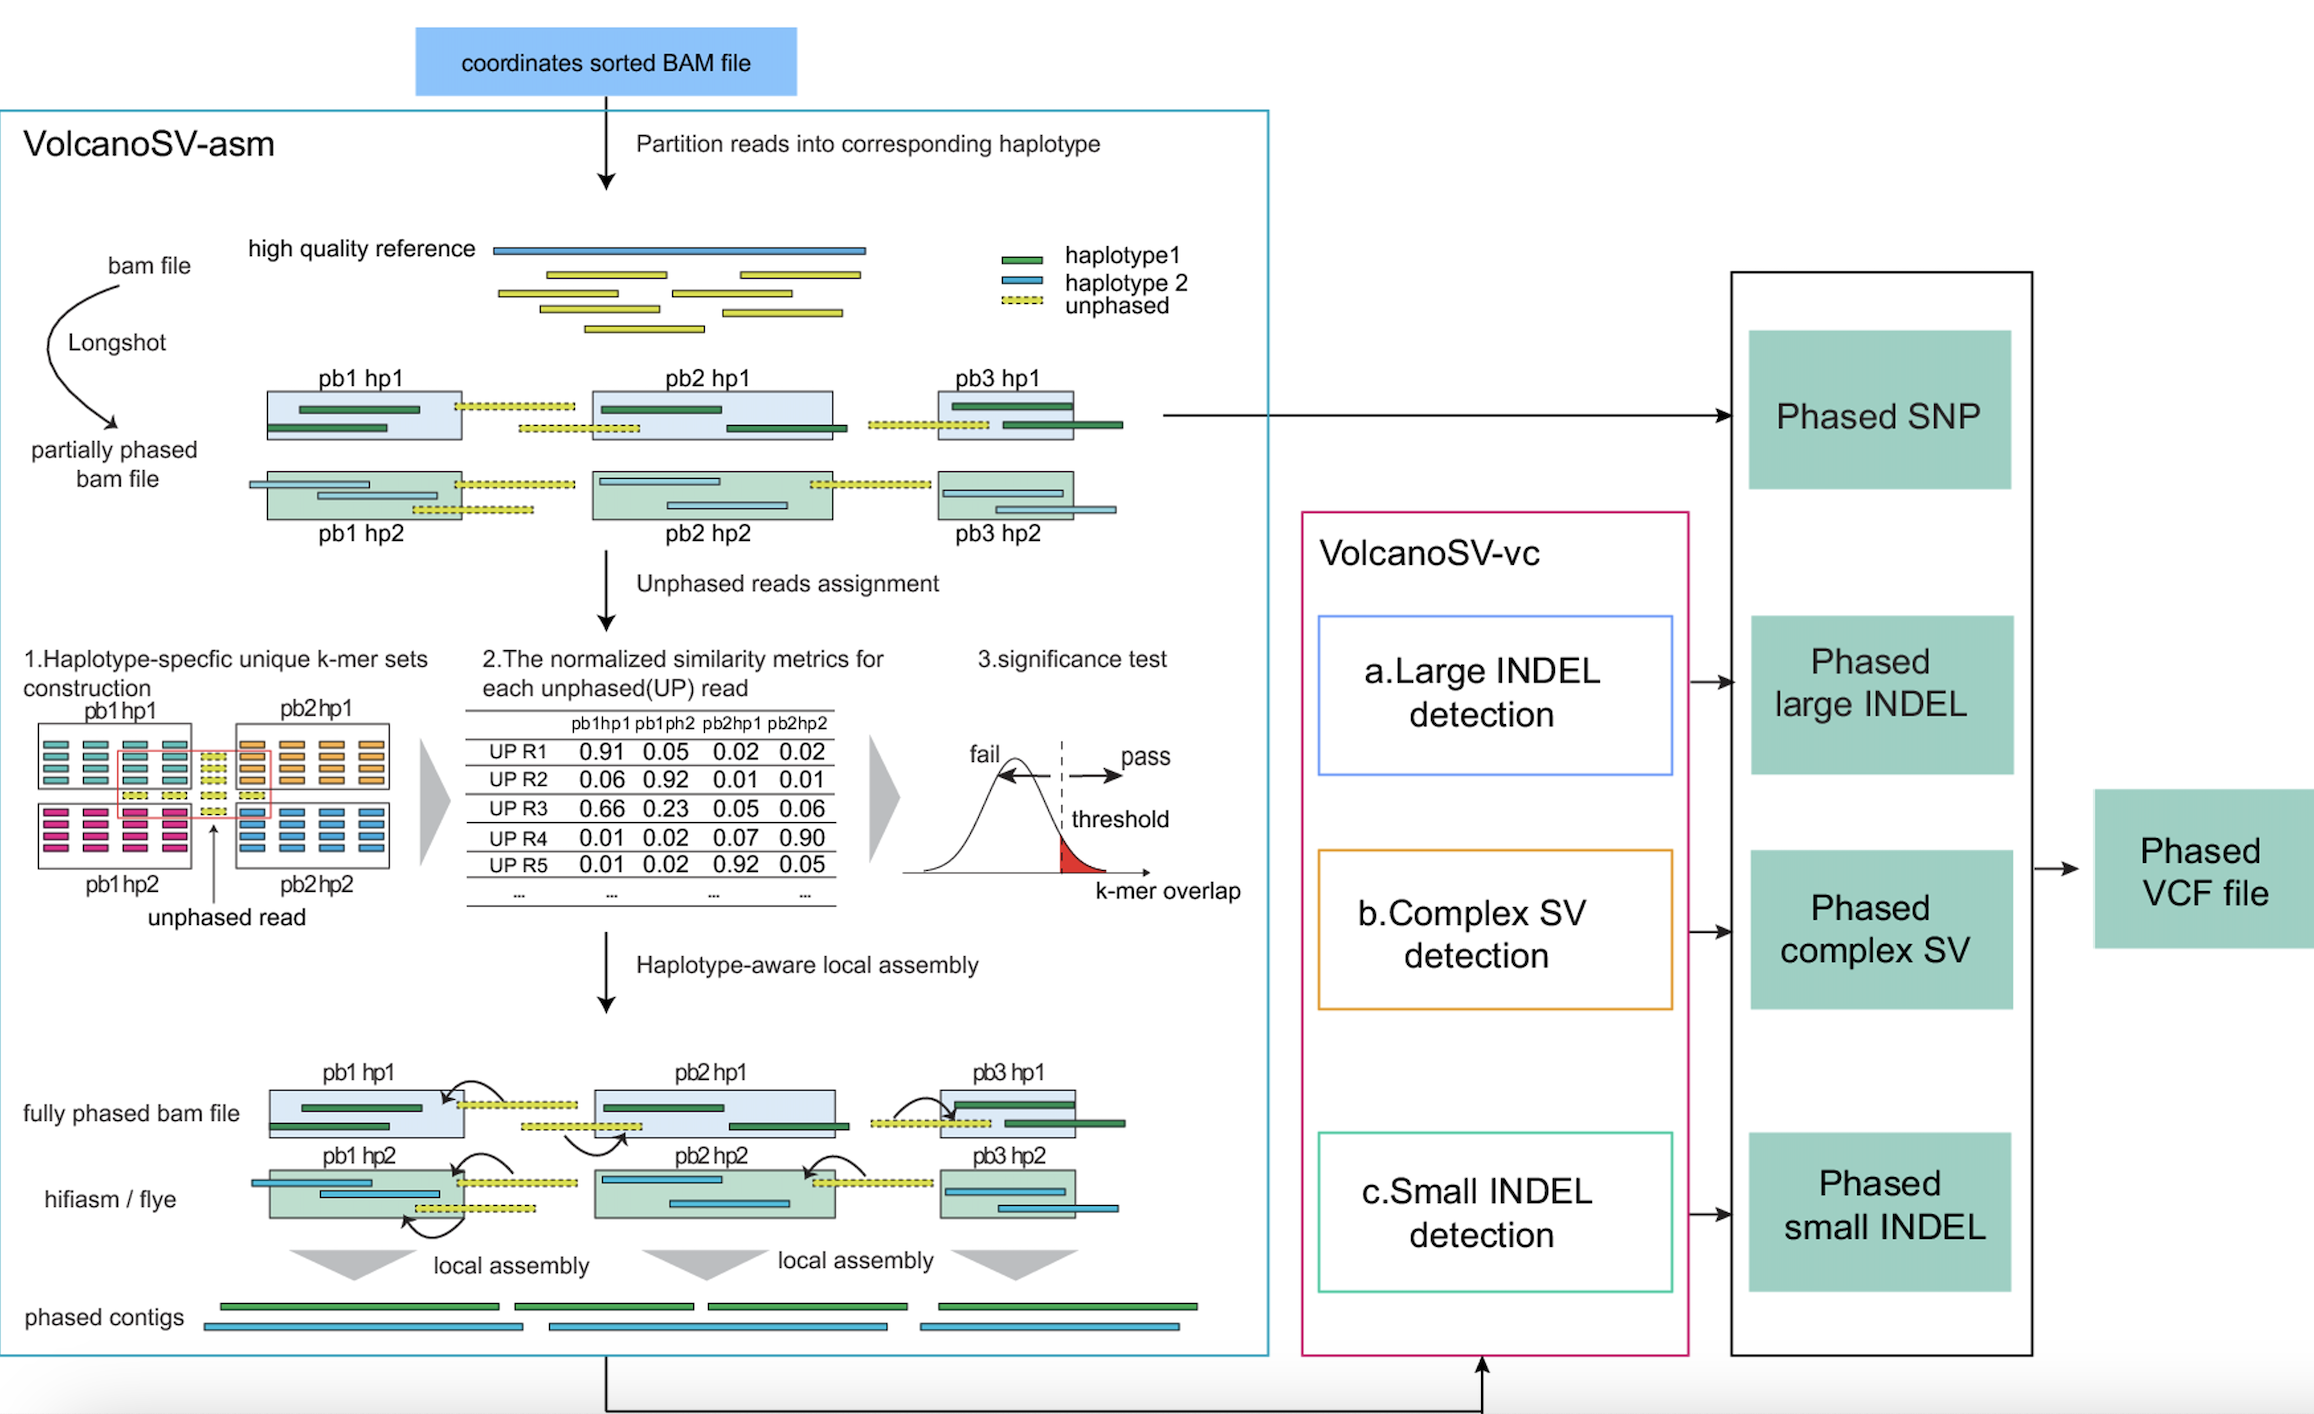 coordinates sorted BAM file
VolcanoSV-asm
Partition reads into corresponding haplotype
high quality reference
haplotype1
haplotype 2
unphased
bam file
Longshot
partially phased
bam file
pb1 hp1
pb2 hp1
pb3 hp1
pb1 hp2
pb2 hp2
pb3 hp2
Unphased reads assignment
1.Haplotype-specfic unique k-mer sets
construction
pb1hp1
pb2hp1
pb1hp2
pb2hp2
unphased read
2.The normalized similarity metrics for
each unphased(UP) read
pb1hp1 pb1ph2 pb2hp1 pb2hp2
UP R1 0.91 0.05 0.02 0.02
UP R2 0.06 0.92 0.01 0.01
UP R3 0.66 0.23 0.05 0.06
UP R4 0.01 0.02 0.07 0.90
UP R5 0.01 0.02 0.92 0.05
... ... ... ...
3.significance test
fail
pass
threshold
k-mer overlap
Haplotype-aware local assembly
pb1 hp1
pb2 hp1
pb3 hp1
fully phased bam file
pb1 hp2
pb2 hp2
pb3 hp2
hifiasm / flye
local assembly
local assembly
phased contigs
VolcanoSV-vc
a.Large INDEL
detection
b.Complex SV
detection
c.Small INDEL
detection
Phased SNP
Phased
large INDEL
Phased
complex SV
Phased
small INDEL
Phased
VCF file